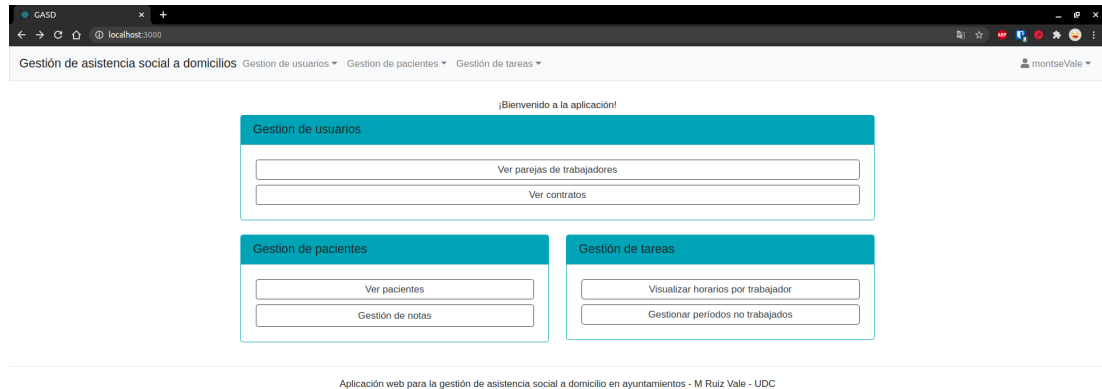 GASD
localhost:3000
Gestión de asistencia social a domicilios Gestion de usuarios Gestion de pacientes Gestión de tareas montseVale
¡Bienvenido a la aplicación!
Gestion de usuarios
Ver parejas de trabajadores
Ver contratos
Gestion de pacientes
Ver pacientes
Gestión de notas
Gestión de tareas
Visualizar horarios por trabajador
Gestionar períodos no trabajados
Aplicación web para la gestión de asistencia social a domicilio en ayuntamientos - M Ruiz Vale - UDC